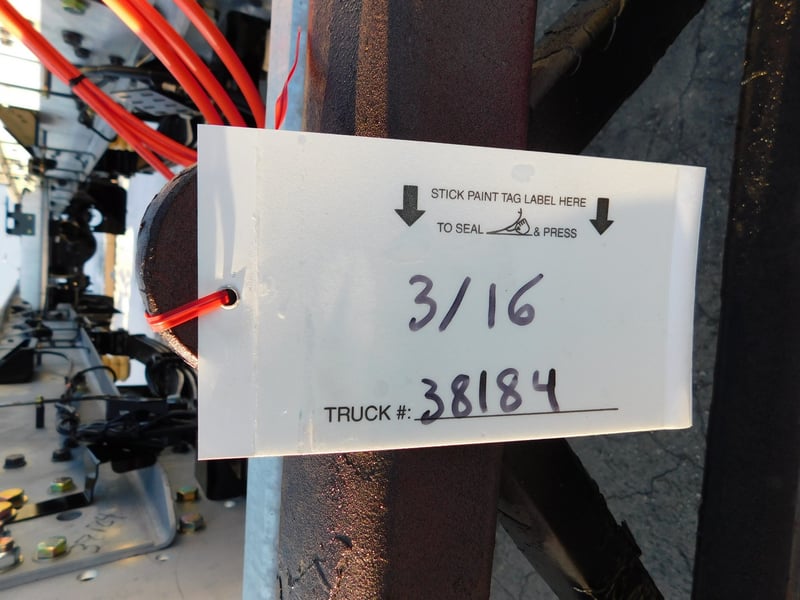 STICK PAINT TAG LABEL HERE
TO SEAL & PRESS
3/16
TRUCK #: 38184